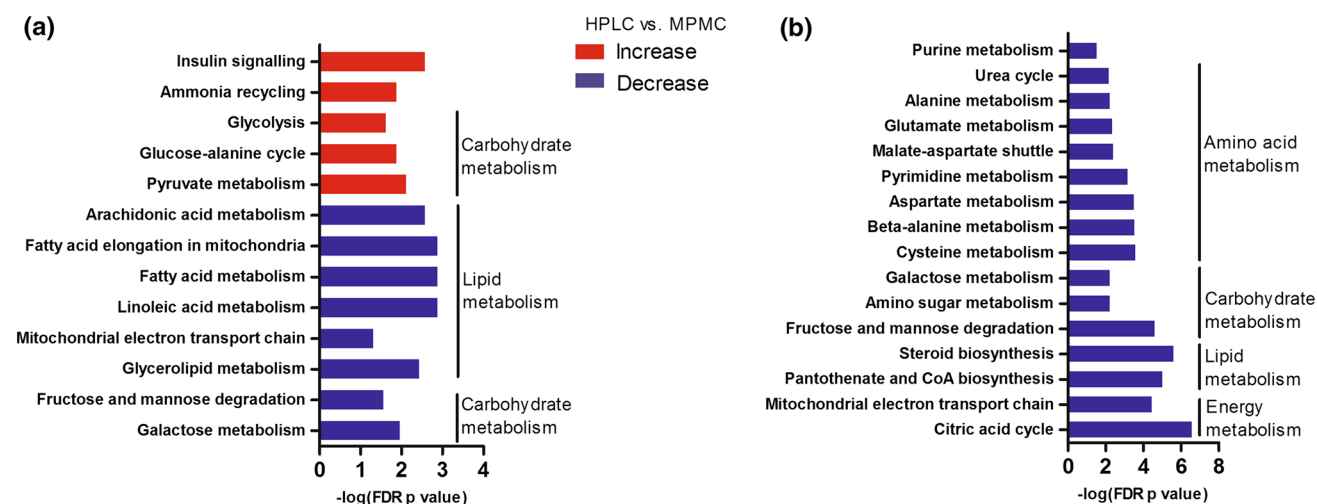 (a)
HPLC vs. MPMC
Increase
Decrease
Insulin signalling
Ammonia recycling
Glycolysis
Glucose-alanine cycle
Pyruvate metabolism
Arachidonic acid metabolism
Fatty acid elongation in mitochondria
Fatty acid metabolism
Linoleic acid metabolism
Mitochondrial electron transport chain
Glycerolipid metabolism
Fructose and mannose degradation
Galactose metabolism
Carbohydrate
metabolism
Lipid
metabolism
Carbohydrate
metabolism
0 1 2 3 4
-log(FDR p value)
(b)
Purine metabolism
Urea cycle
Alanine metabolism
Glutamate metabolism
Malate-aspartate shuttle
Pyrimidine metabolism
Aspartate metabolism
Beta-alanine metabolism
Cysteine metabolism
Galactose metabolism
Amino sugar metabolism
Fructose and mannose degradation
Steroid biosynthesis
Pantothenate and CoA biosynthesis
Mitochondrial electron transport chain
Citric acid cycle
Amino acid
metabolism
Carbohydrate
metabolism
Lipid
metabolism
Energy
metabolism
0 2 4 6 8
-log(FDR p value)